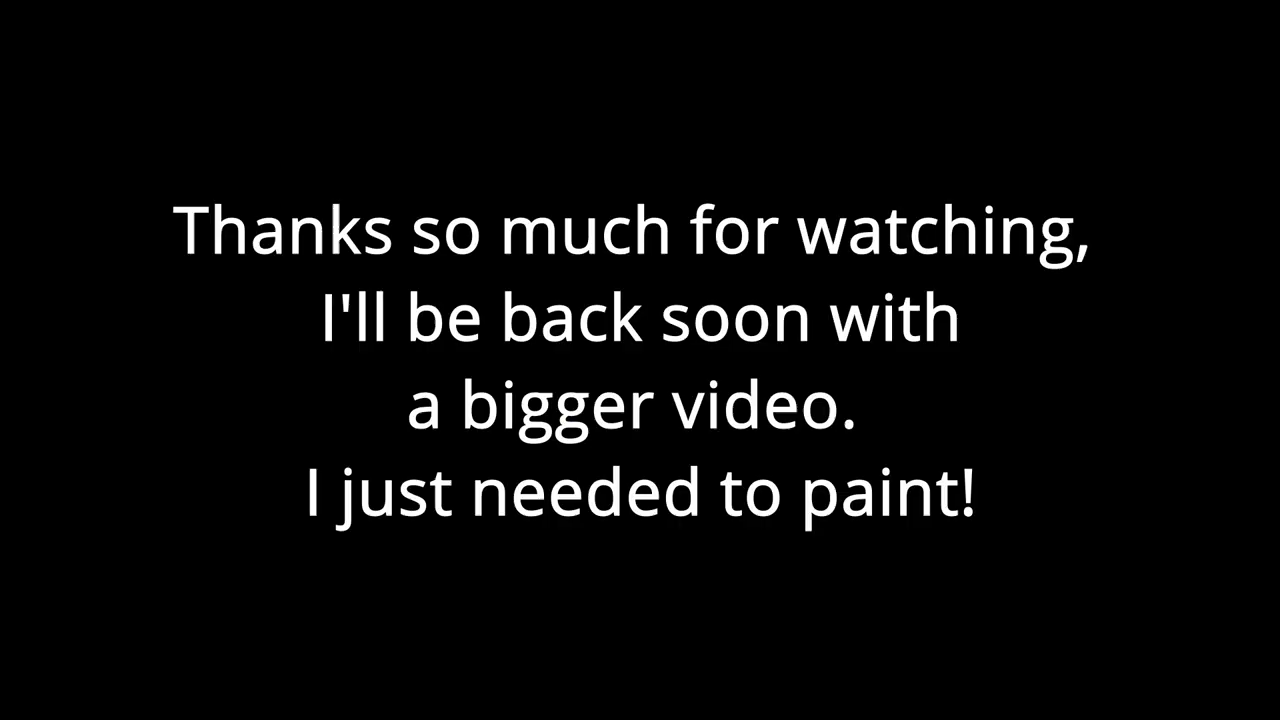 Thanks so much for watching,
I'll be back soon with
a bigger video.
I just needed to paint!